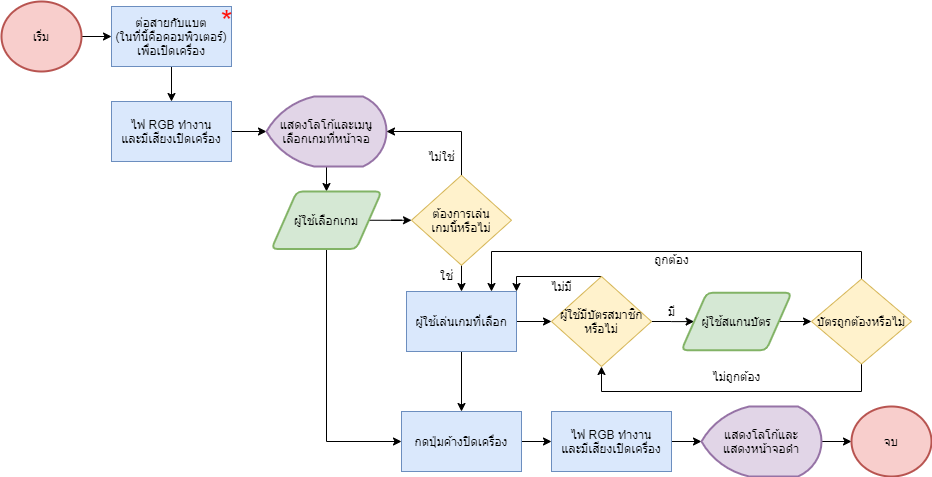 เริ่ม
ต่อสายกับแบต *
(ในที่นี้คือคอมพิวเตอร์)
เพื่อเปิดเครื่อง
ไฟ RGB ทำงาน
และมีเสียงเปิดเครื่อง
แสดงโลโก้และเมนู
เลือกเกมที่หน้าจอ
ไม่ใช่
ผู้ใช้เลือกเกม
ต้องการเล่น
เกมนี้หรือไม่
ใช่
ถูกต้อง
ไม่มี
ผู้ใช้เล่นเกมที่เลือก
ผู้ใช้มีบัตรสมาชิก
หรือไม่
มี
ผู้ใช้สแกนบัตร
บัตรถูกต้องหรือไม่
ไม่ถูกต้อง
กดปุ่มค้างปิดเครื่อง
ไฟ RGB ทำงาน
และมีเสียงเปิดเครื่อง
แสดงโลโก้และ
แสดงหน้าจอดำ
จบ